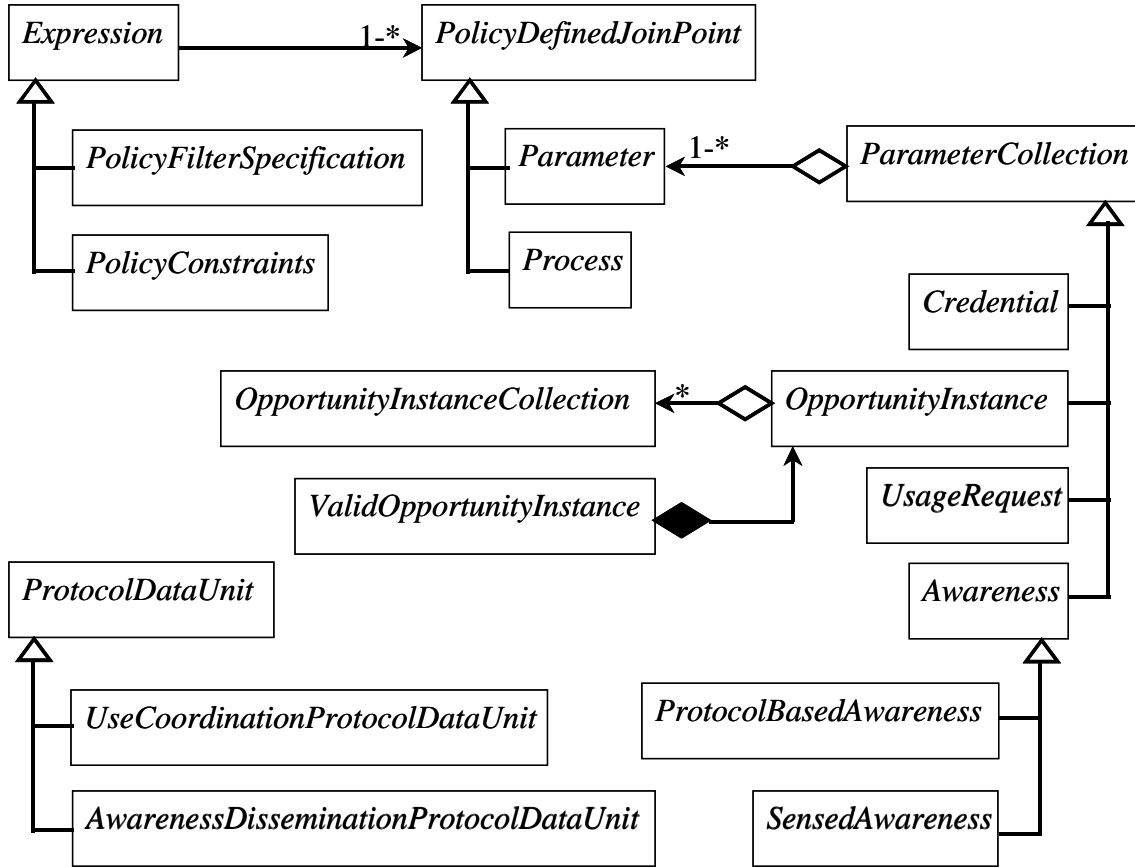 Expression
1-*
PolicyDefinedJoinPoint
PolicyFilterSpecification
Parameter
1-*
ParameterCollection
PolicyConstraints
Process
Credential
OpportunityInstanceCollection
*
OpportunityInstance
ValidOpportunityInstance
UsageRequest
ProtocolDataUnit
Awareness
UseCoordinationProtocolDataUnit
ProtocolBasedAwareness
AwarenessDisseminationProtocolDataUnit
SensedAwareness